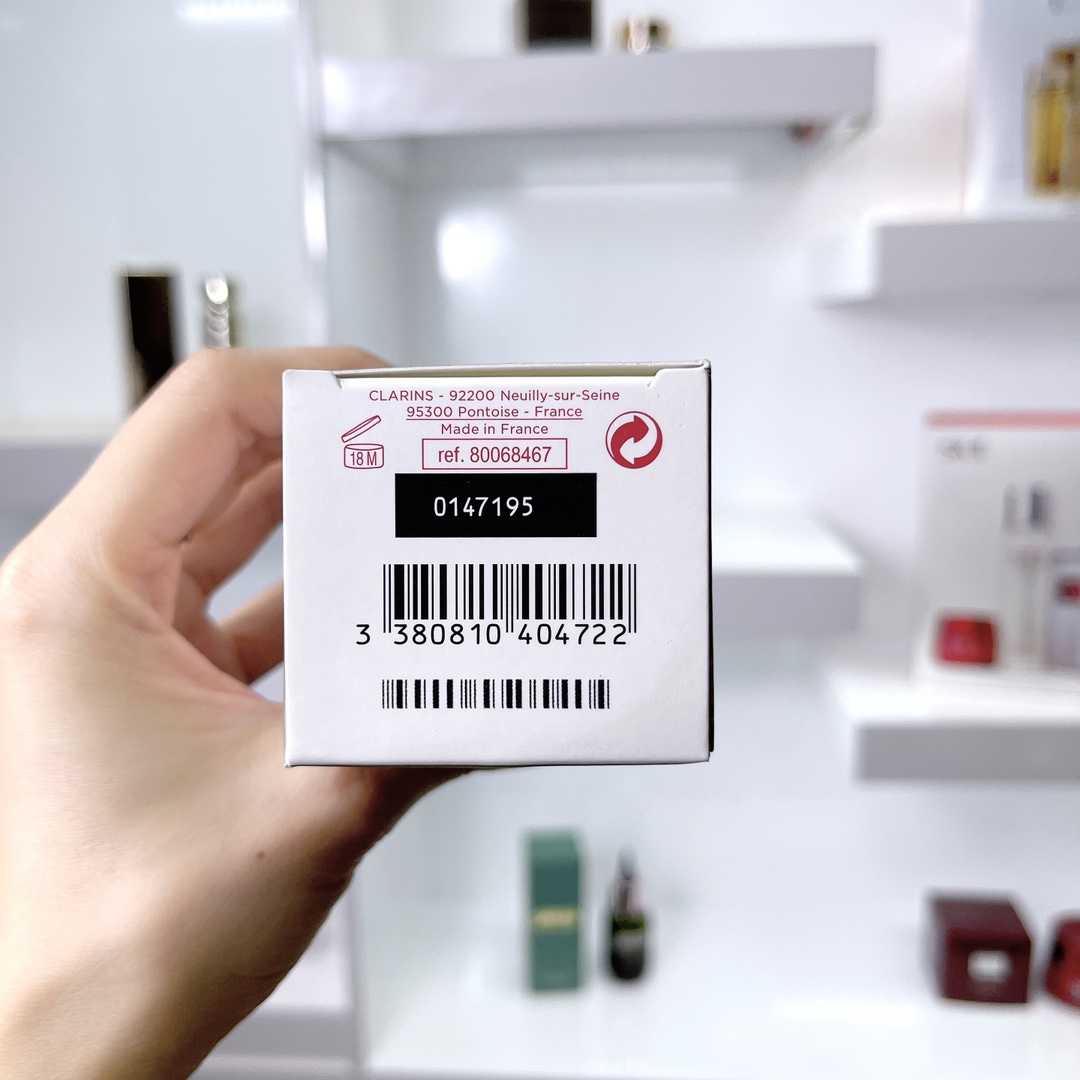 CLARINS - 92200 Neuilly-sur-Seine
95300 Pontoise - France
Made in France
18 M
ref. 80068467
0147195
3 380810 404722